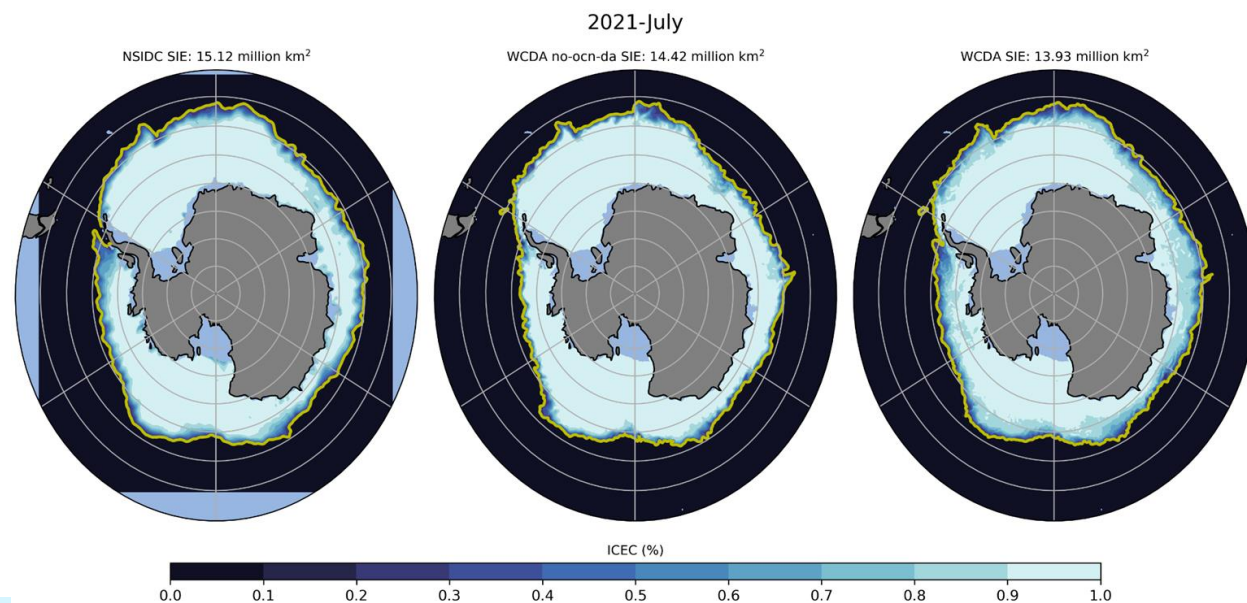 2021-July
NSIDC SIE: 15.12 million km²
WCDA no-ocn-da SIE: 14.42 million km²
WCDA SIE: 13.93 million km²
ICEC (%)
0.0 0.1 0.2 0.3 0.4 0.5 0.6 0.7 0.8 0.9 1.0